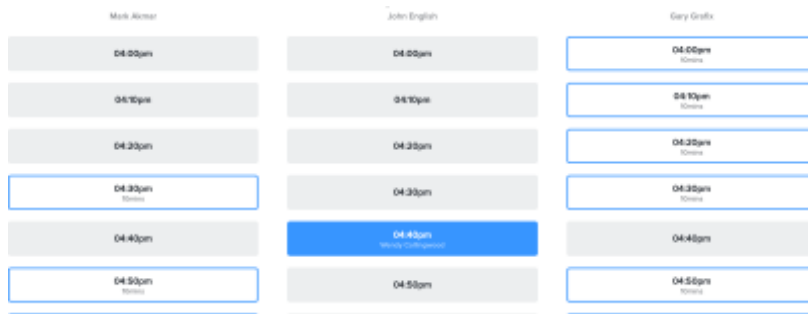 Mark Akmar
John English
Gary Grafix
04:00pm
04:00pm
04:00pm
10mins
04:10pm
04:10pm
04:10pm
10mins
04:20pm
04:20pm
04:20pm
10mins
04:30pm
10mins
04:30pm
04:30pm
10mins
04:40pm
04:40pm
Wendy Collingwood
04:40pm
04:50pm
10mins
04:50pm
04:50pm
10mins